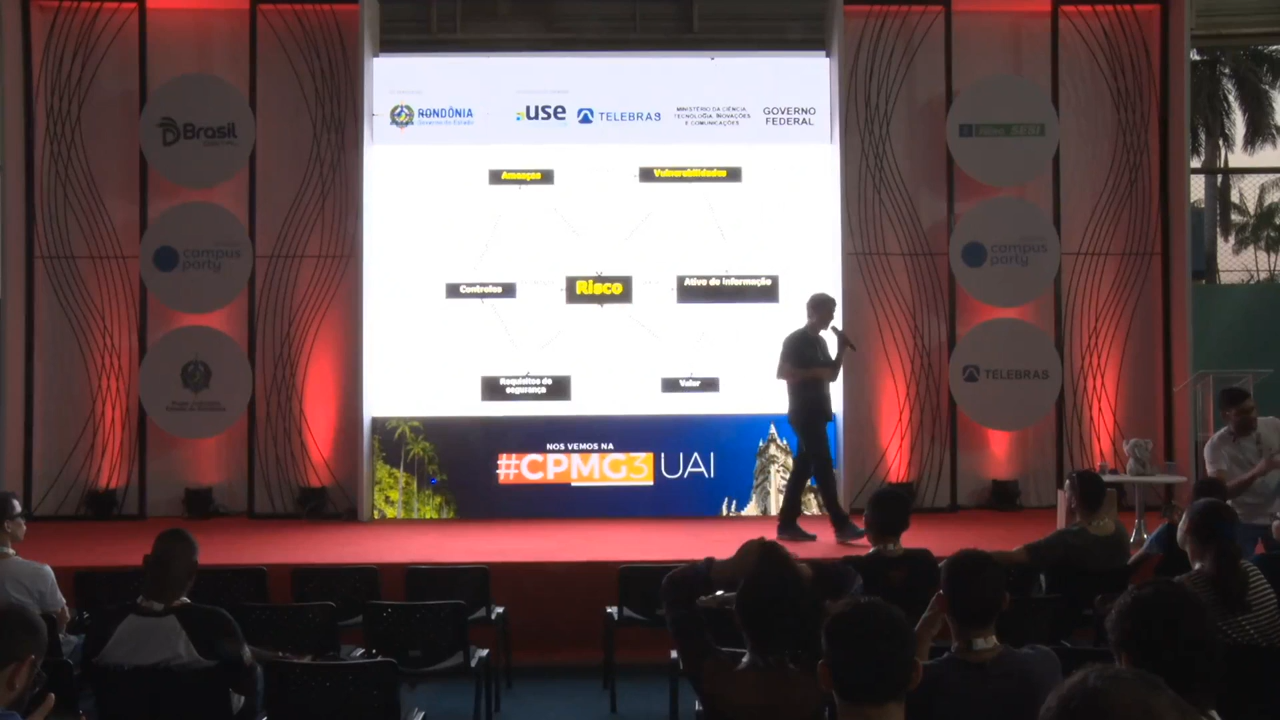 RONDÔNIA
Governo do Estado
use
TELEBRAS
MINISTÉRIO DA CIÊNCIA,
TECNOLOGIA, INOVAÇÕES
E COMUNICAÇÕES
GOVERNO
FEDERAL
Ameaças
Vulnerabilidades
Controles
Risco
Ativo de Informação
Requisitos de
segurança
Valor
NOS VEMOS NA
#CPMG3 UAI
Brasil
campus
party
campus
party
TELEBRAS